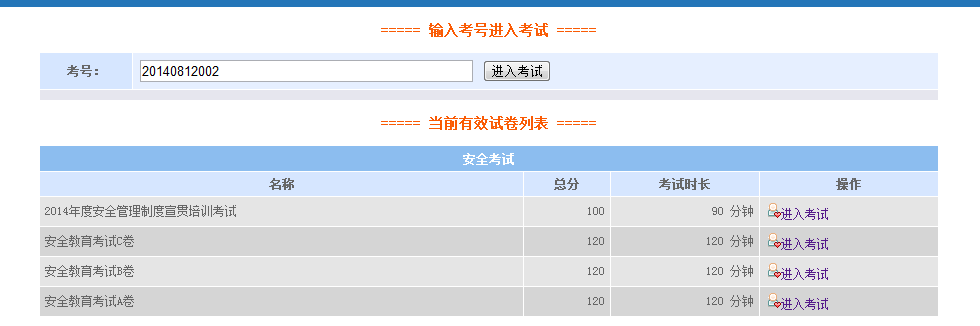 ===== 输入考号进入考试 =====
考号： 20140812002 进入考试
===== 当前有效试卷列表 =====
安全考试
名称 总分 考试时长 操作
2014年度安全管理制度宣贯培训考试 100 90 分钟 进入考试
安全教育考试C卷 120 120 分钟 进入考试
安全教育考试B卷 120 120 分钟 进入考试
安全教育考试A卷 120 120 分钟 进入考试